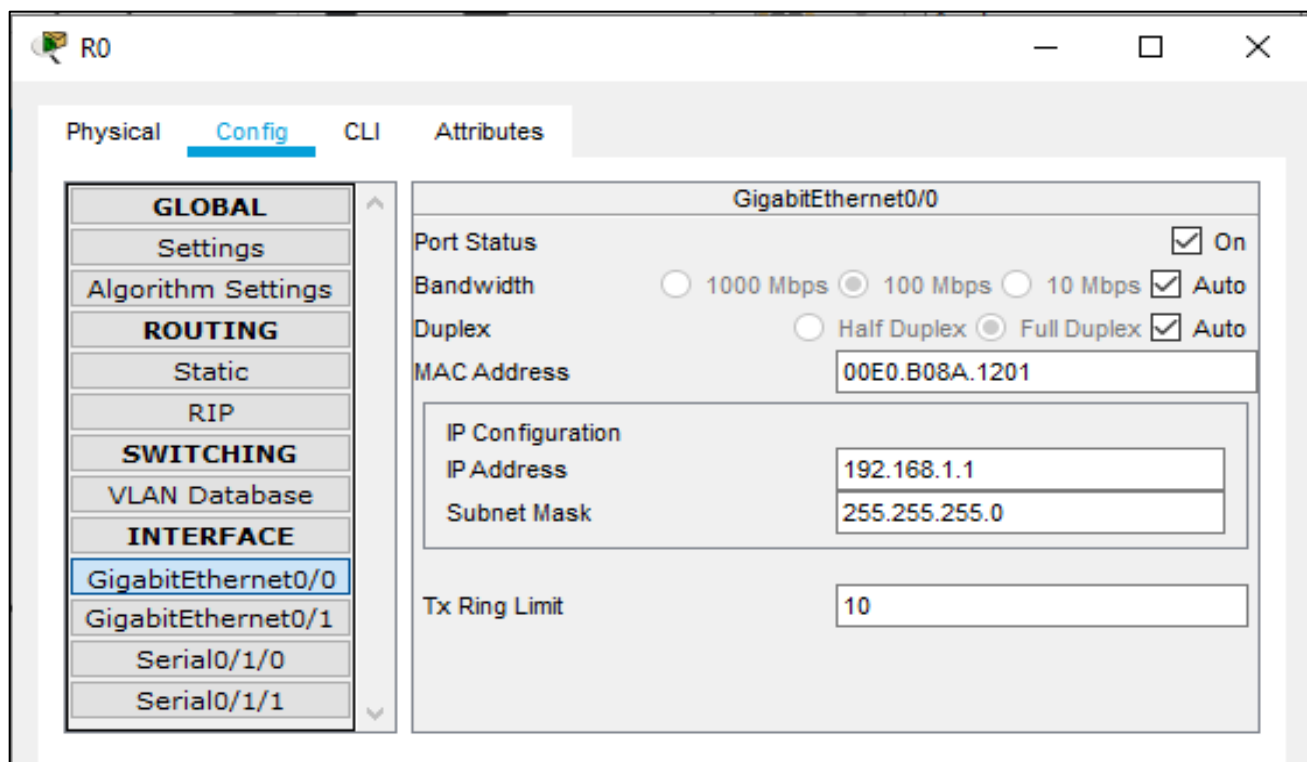 R0
Physical Config CLI Attributes
GLOBAL
Settings
Algorithm Settings
ROUTING
Static
RIP
SWITCHING
VLAN Database
INTERFACE
GigabitEthernet0/0
GigabitEthernet0/1
Serial0/1/0
Serial0/1/1
GigabitEthernet0/0
Port Status On
Bandwidth 1000 Mbps 100 Mbps 10 Mbps Auto
Duplex Half Duplex Full Duplex Auto
MAC Address 00E0.B08A.1201
IP Configuration
IP Address 192.168.1.1
Subnet Mask 255.255.255.0
Tx Ring Limit 10